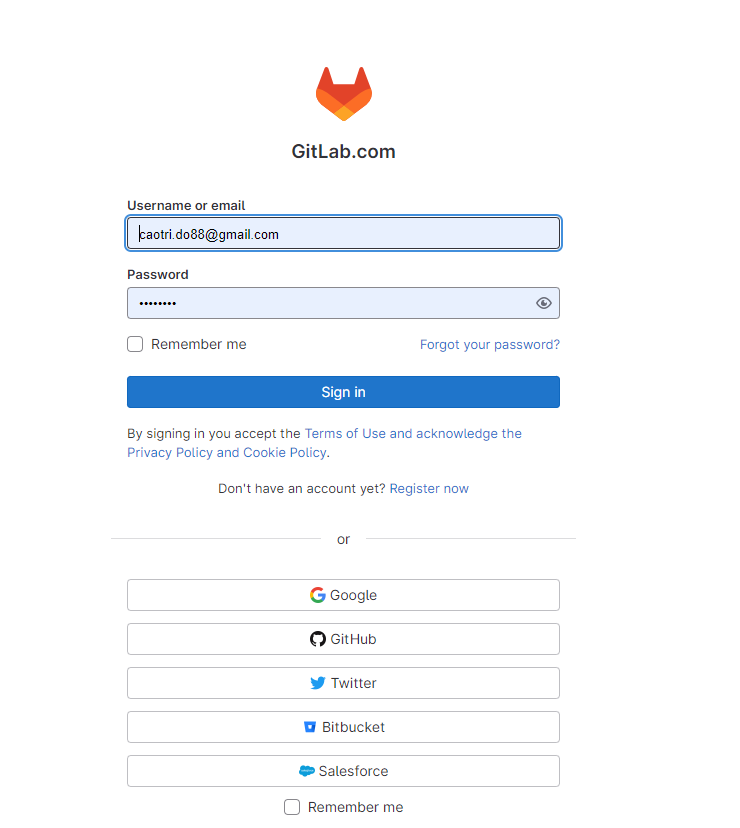 GitLab.com
Username or email
caotri.do88@gmail.com
Password
••••••••
Remember me
Forgot your password?
Sign in
By signing in you accept the Terms of Use and acknowledge the
Privacy Policy and Cookie Policy.
Don't have an account yet? Register now
or
Google
GitHub
Twitter
Bitbucket
Salesforce
Remember me